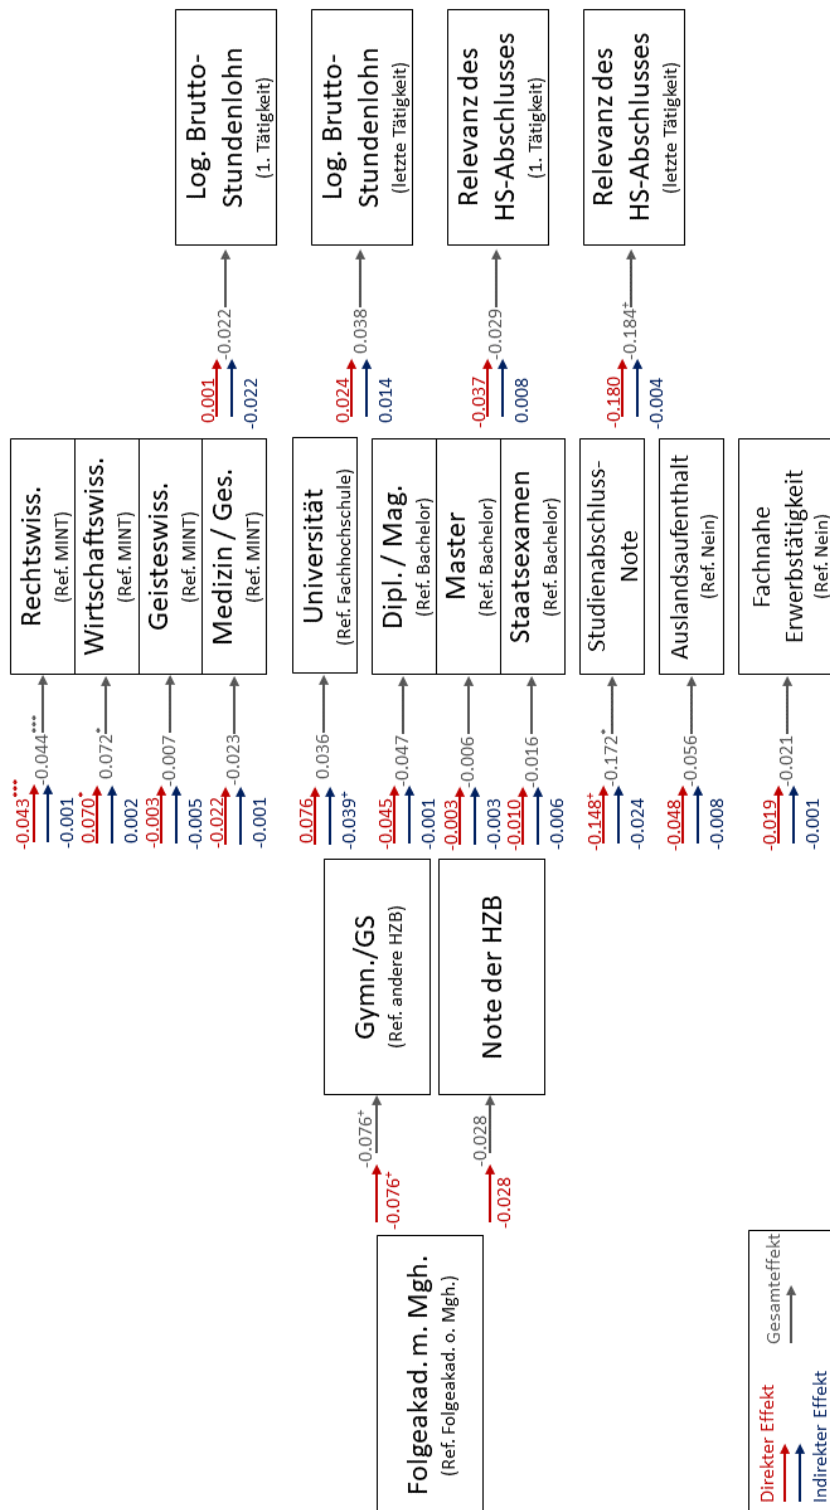 Folgeakad. m. Mgh.
(Ref. Folgeakad. o. Mgh.)
-0.076⁺
-0.076⁺
-0.028
-0.028
Gymn./GS
(Ref. andere HZB)
Note der HZB
-0.043***
-0.001
-0.044***
0.070*
0.002
0.072*
-0.003
-0.005
-0.007
-0.022
-0.001
-0.023
0.076
-0.039⁺
0.036
-0.045
-0.001
-0.047
-0.003
-0.003
-0.006
-0.010
-0.006
-0.016
-0.148⁺
-0.024
-0.172*
-0.048
-0.008
-0.056
-0.019
-0.001
-0.021
Rechtswiss.
(Ref. MINT)
Wirtschaftswiss.
(Ref. MINT)
Geisteswiss.
(Ref. MINT)
Medizin / Ges.
(Ref. MINT)
Universität
(Ref. Fachhochschule)
Dipl. / Mag.
(Ref. Bachelor)
Master
(Ref. Bachelor)
Staatsexamen
(Ref. Bachelor)
Studienabschluss-
Note
Auslandsaufenthalt
(Ref. Nein)
Fachnahe
Erwerbstätigkeit
(Ref. Nein)
0.001
-0.022
-0.022
0.024
0.014
0.038
-0.037
0.008
-0.029
-0.180
-0.004
-0.184⁺
Log. Brutto-
Stundenlohn
(1. Tätigkeit)
Log. Brutto-
Stundenlohn
(letzte Tätigkeit)
Relevanz des
HS-Abschlusses
(1. Tätigkeit)
Relevanz des
HS-Abschlusses
(letzte Tätigkeit)
Direkter Effekt
Gesamteffekt
Indirekter Effekt